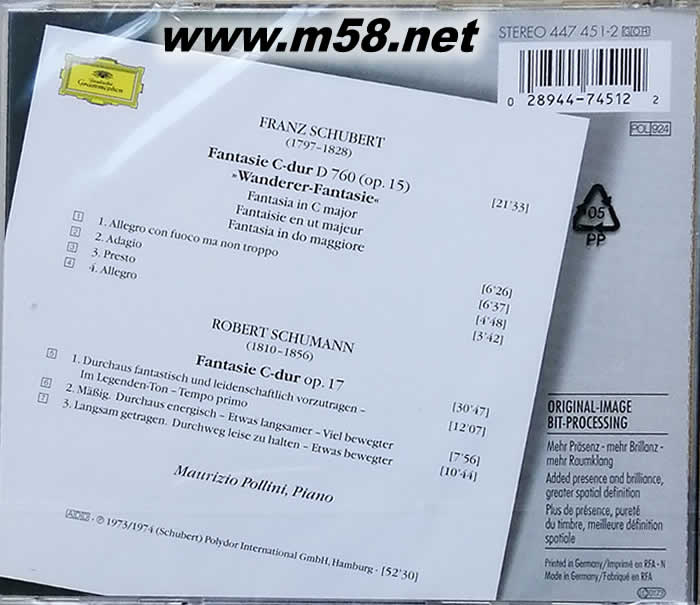 www.m58.net
STEREO 447 451-2 GH
0 28944-74512 2
POL 924
Deutsche
Grammophon
FRANZ SCHUBERT
(1797–1828)
Fantasie C-dur D 760 (op. 15)
»Wanderer-Fantasie« [21'33]
Fantasia in C major
Fantaisie en ut majeur
Fantasia in do maggiore
1 1. Allegro con fuoco ma non troppo [6'26]
2 2. Adagio [6'37]
3 3. Presto [4'48]
4 4. Allegro [3'42]
05
PP
ROBERT SCHUMANN
(1810–1856)
Fantasie C-dur op. 17 [30'47]
5 1. Durchaus fantastisch und leidenschaftlich vorzutragen –
Im Legenden-Ton – Tempo primo [12'07]
6 2. Mäßig. Durchaus energisch – Etwas langsamer – Viel bewegter [7'56]
7 3. Langsam getragen. Durchweg leise zu halten – Etwas bewegter [10'44]
Maurizio Pollini, Piano
ADD · ℗ 1973/1974 (Schubert) Polydor International GmbH, Hamburg · [52'30]
ORIGINAL-IMAGE
BIT-PROCESSING
Mehr Präsenz - mehr Brillanz -
mehr Raumklang
Added presence and brilliance,
greater spatial definition
Plus de présence, pureté
du timbre, meilleure définition
spatiale
Printed in Germany/Imprimé en RFA - N
Made in Germany/Fabriqué en RFA